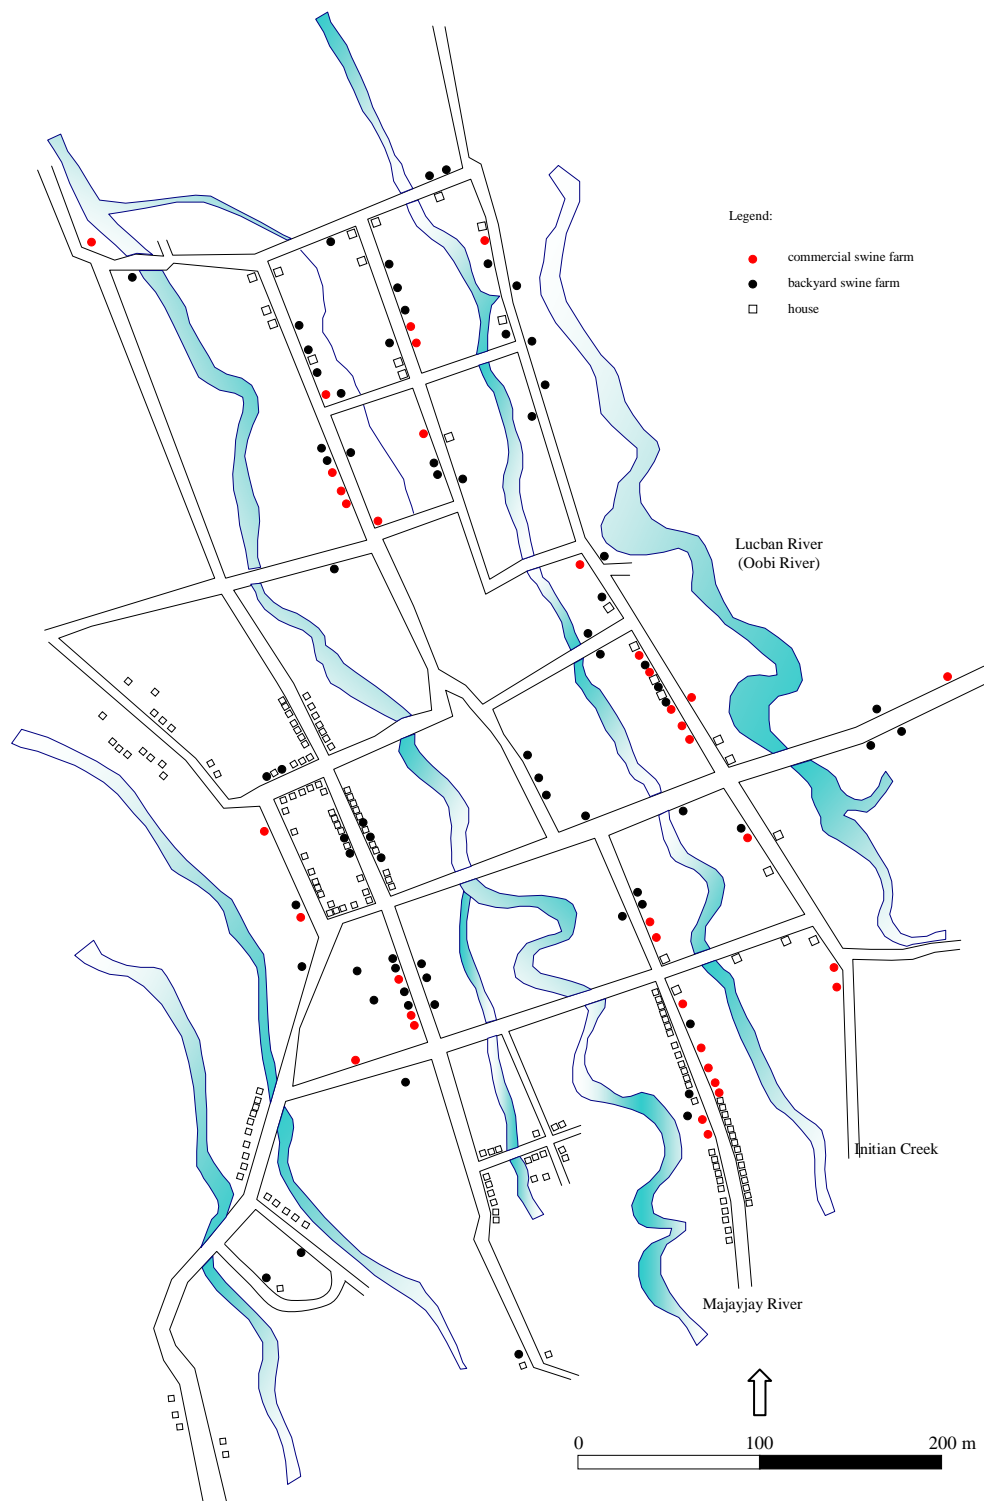 Legend:
commercial swine farm
backyard swine farm
house
Lucban River
(Oobi River)
Initian Creek
Majayjay River
0 100 200 m